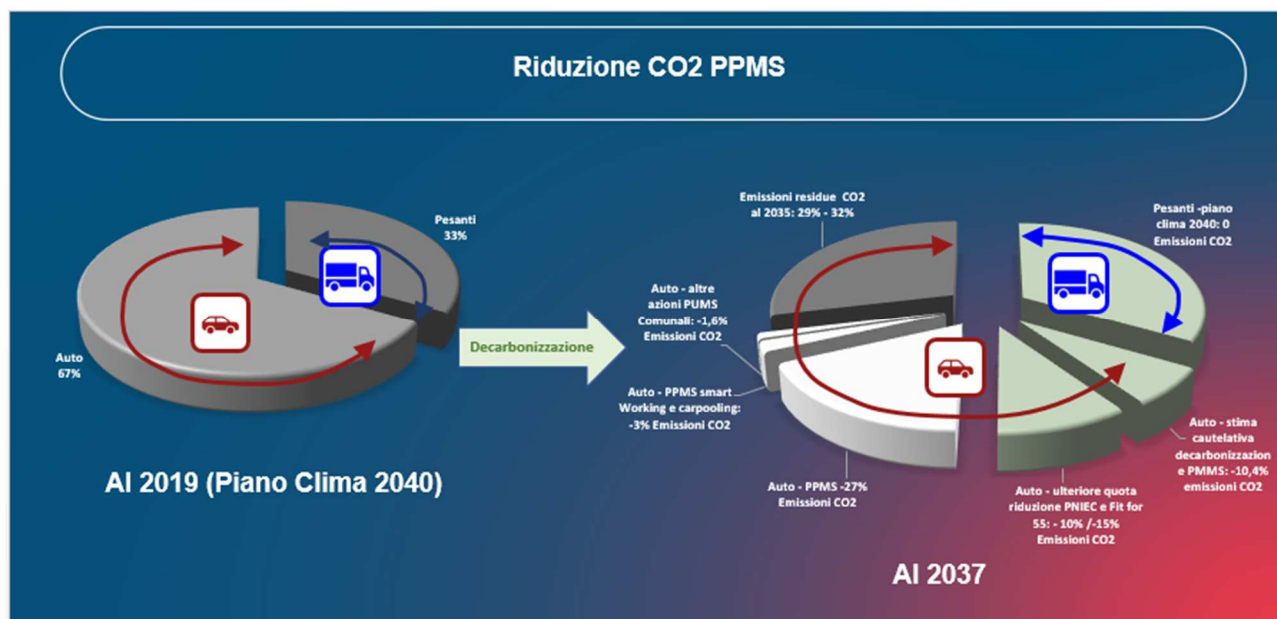 Riduzione CO2 PPMS
Pesanti
33%
Auto
67%
Al 2019 (Piano Clima 2040)
Decarbonizzazione
Emissioni residue CO2
al 2035: 29% - 32%
Pesanti -piano
clima 2040: 0
Emissioni CO2
Auto - altre
azioni PUMS
Comunali: -1,6%
Emissioni CO2
Auto - PPMS smart
Working e carpooling:
-3% Emissioni CO2
Auto - PPMS -27%
Emissioni CO2
Auto - ulteriore quota
riduzione PNIEC e Fit for
55: - 10% /-15%
Emissioni CO2
Auto - stima
cautelativa
decarbonizzazion
e PMMS: -10,4%
emissioni CO2
Al 2037